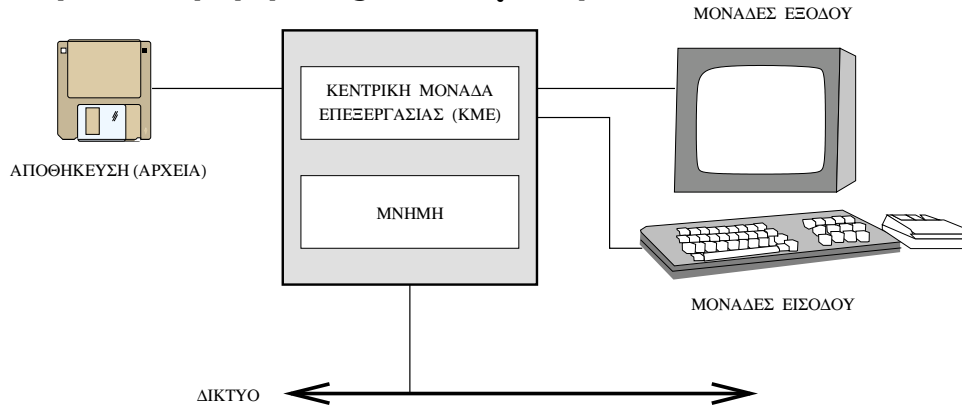 ΜΟΝΑΔΕΣ ΕΞΟΔΟΥ
ΚΕΝΤΡΙΚΗ ΜΟΝΑΔΑ
ΕΠΕΞΕΡΓΑΣΙΑΣ (ΚΜΕ)
ΑΠΟΘΗΚΕΥΣΗ (ΑΡΧΕΙΑ)
ΜΝΗΜΗ
ΜΟΝΑΔΕΣ ΕΙΣΟΔΟΥ
ΔΙΚΤΥΟ